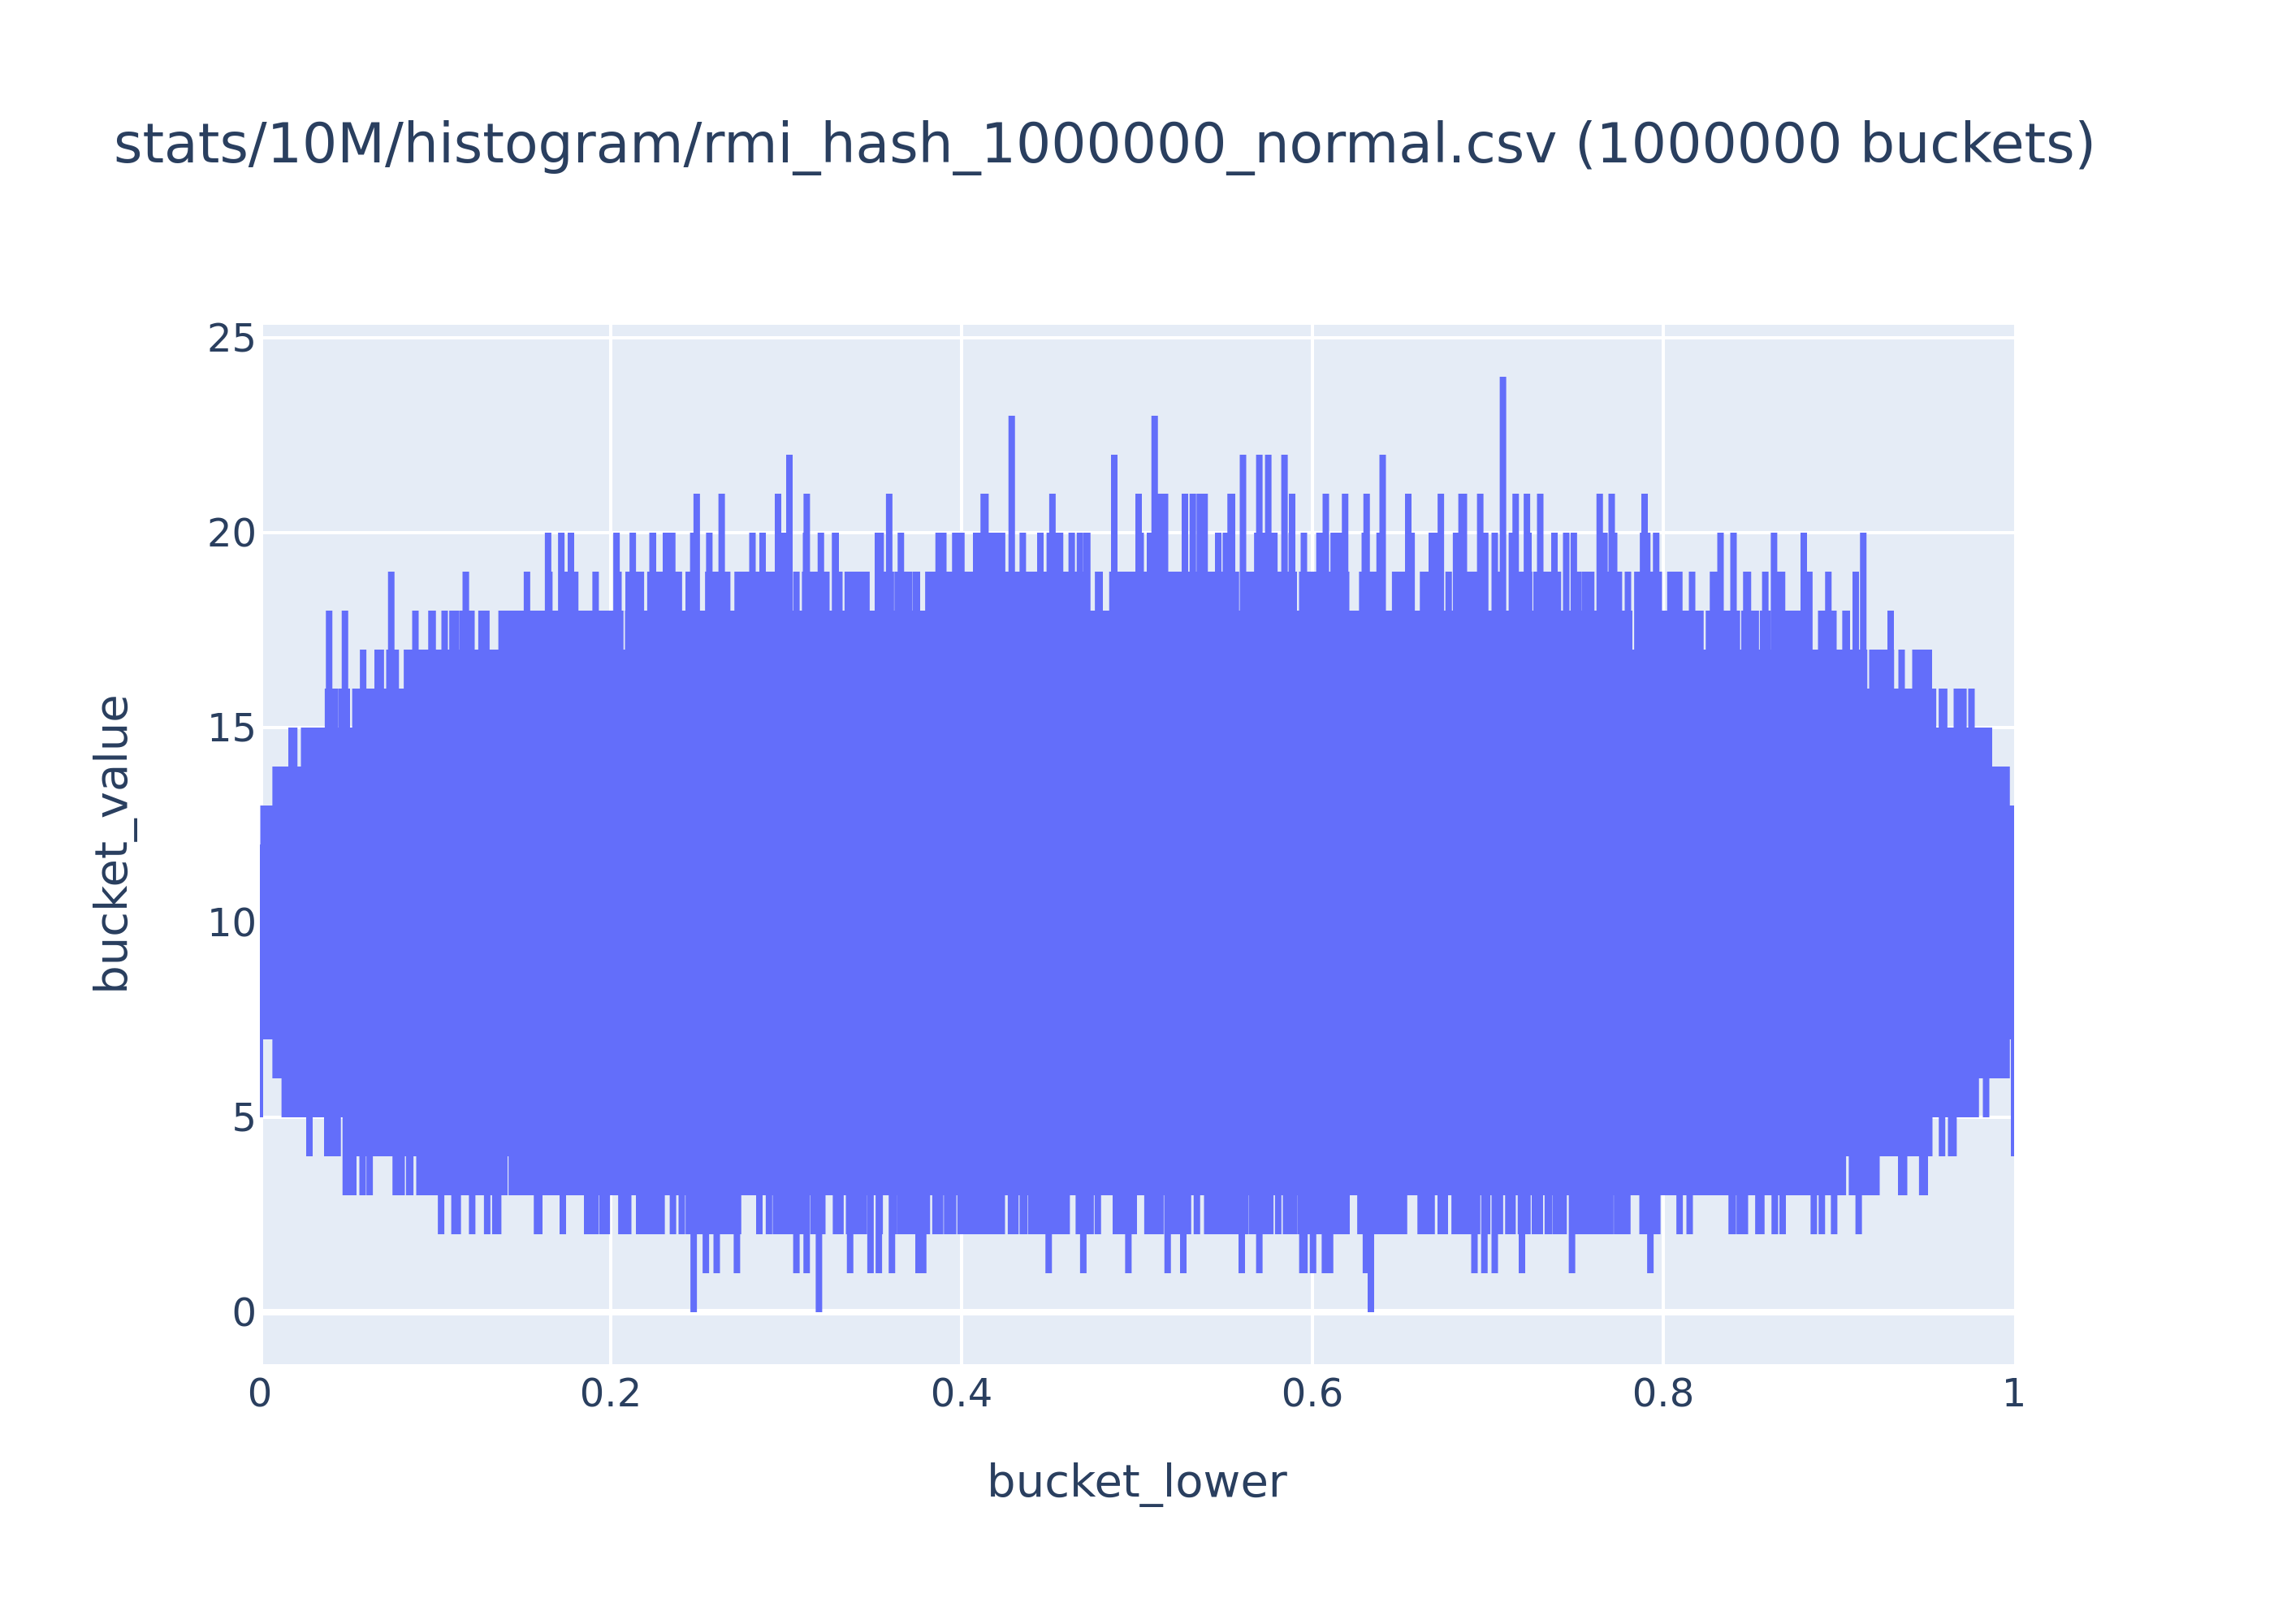 stats/10M/histogram/rmi_hash_1000000_normal.csv (1000000 buckets)
25
20
15
10
5
0
bucket_value
0 0.2 0.4 0.6 0.8 1
bucket_lower